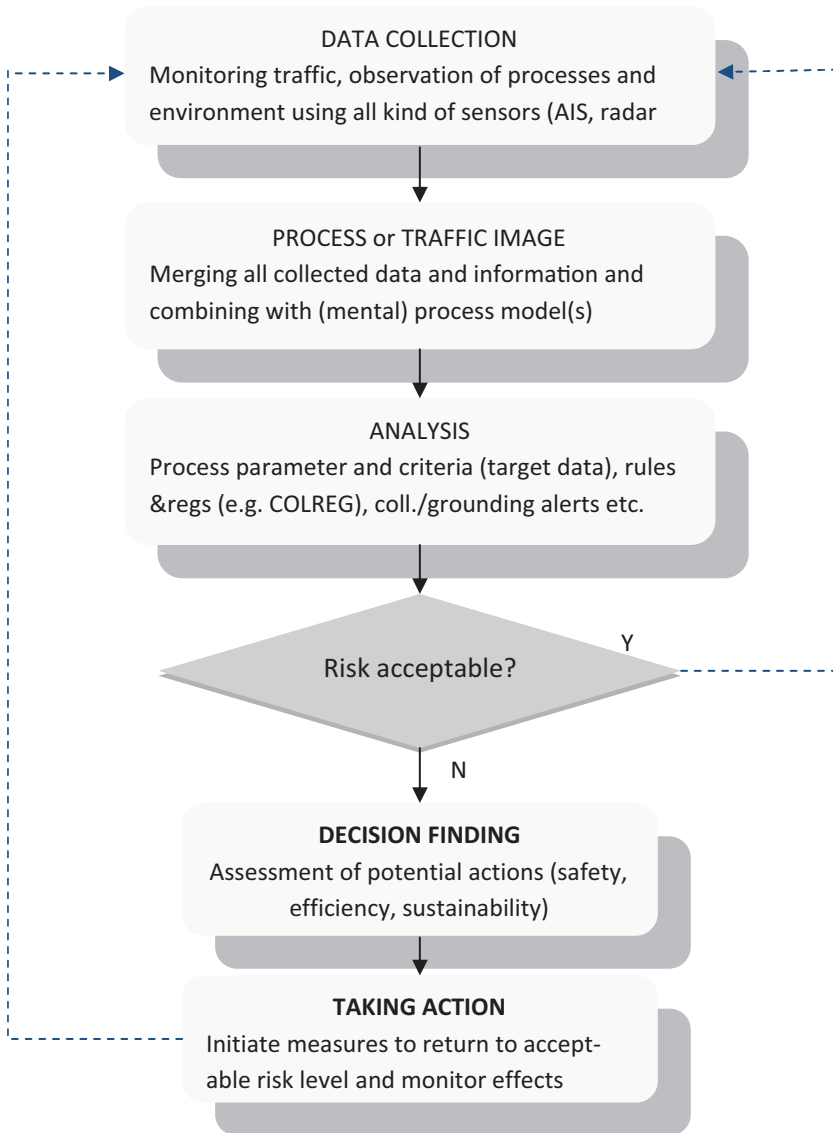 DATA COLLECTION
Monitoring traffic, observation of processes and
environment using all kind of sensors (AIS, radar
PROCESS or TRAFFIC IMAGE
Merging all collected data and information and
combining with (mental) process model(s)
ANALYSIS
Process parameter and criteria (target data), rules
&regs (e.g. COLREG), coll./grounding alerts etc.
Y
Risk acceptable?
N
DECISION FINDING
Assessment of potential actions (safety,
efficiency, sustainability)
TAKING ACTION
Initiate measures to return to accept-
able risk level and monitor effects